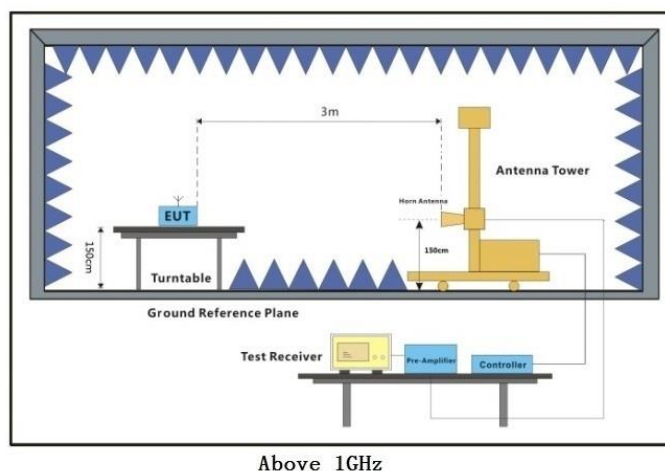 3m
Antenna Tower
Horn Antenna
EUT
150cm
150cm
Turntable
Ground Reference Plane
Test Receiver
Pre-Amplifier
Controller
Above 1GHz